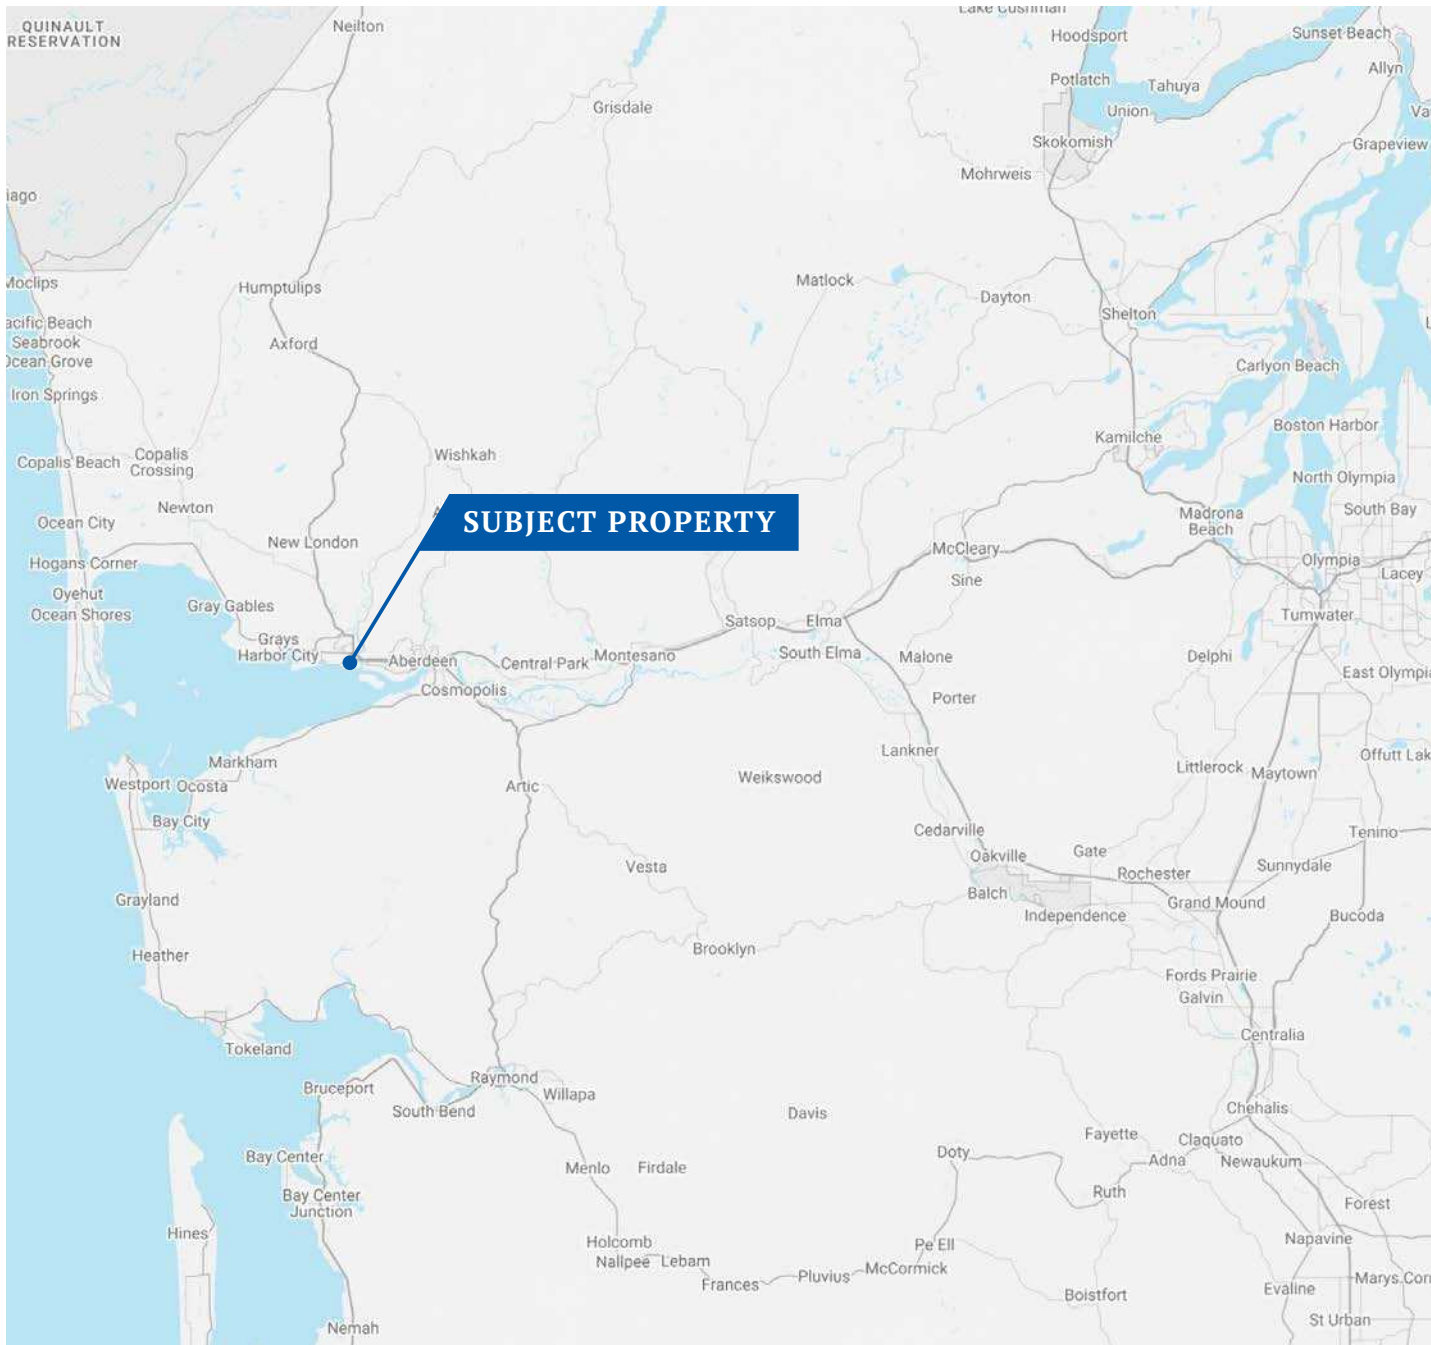 QUINAULT
RESERVATION
Neilton
Lake Cushman
Hoodsport
Sunset Beach
Allyn
Potlatch
Tahuya
Union
Grisdale
Skokomish
Grapeview
Mohrweis
Moclips
Humptulips
Matlock
Dayton
Shelton
Pacific Beach
Seabrook
Ocean Grove
Axford
Carlyon Beach
Iron Springs
Boston Harbor
Kamilche
Copalis Beach
Copalis
Crossing
Wishkah
North Olympia
Newton
Ocean City
SUBJECT PROPERTY
Madrona
Beach
South Bay
New London
McCleary
Hogans Corner
Olympia
Lacey
Sine
Oyehut
Ocean Shores
Gray Gables
Satsop
Elma
Tumwater
Grays
Harbor City
Aberdeen
Central Park
Montesano
South Elma
Malone
Delphi
East Olympia
Cosmopolis
Porter
Lankner
Markham
Westport
Ocosta
Artic
Weikswood
Littlerock
Maytown
Offutt Lak
Bay City
Cedarville
Tenino
Oakville
Gate
Vesta
Rochester
Sunnydale
Balch
Grayland
Independence
Grand Mound
Bucoda
Heather
Brooklyn
Fords Prairie
Galvin
Centralia
Tokeland
Bruceport
Raymond
Willapa
South Bend
Davis
Chehalis
Fayette
Claquato
Bay Center
Menlo
Firdale
Doty
Adna
Newaukum
Bay Center
Junction
Ruth
Forest
Hines
Holcomb
Nallpee
Lebam
Pe Ell
Napavine
Frances
Pluvius
McCormick
Boistfort
Evaline
Marys Cor
St Urban
Nemah